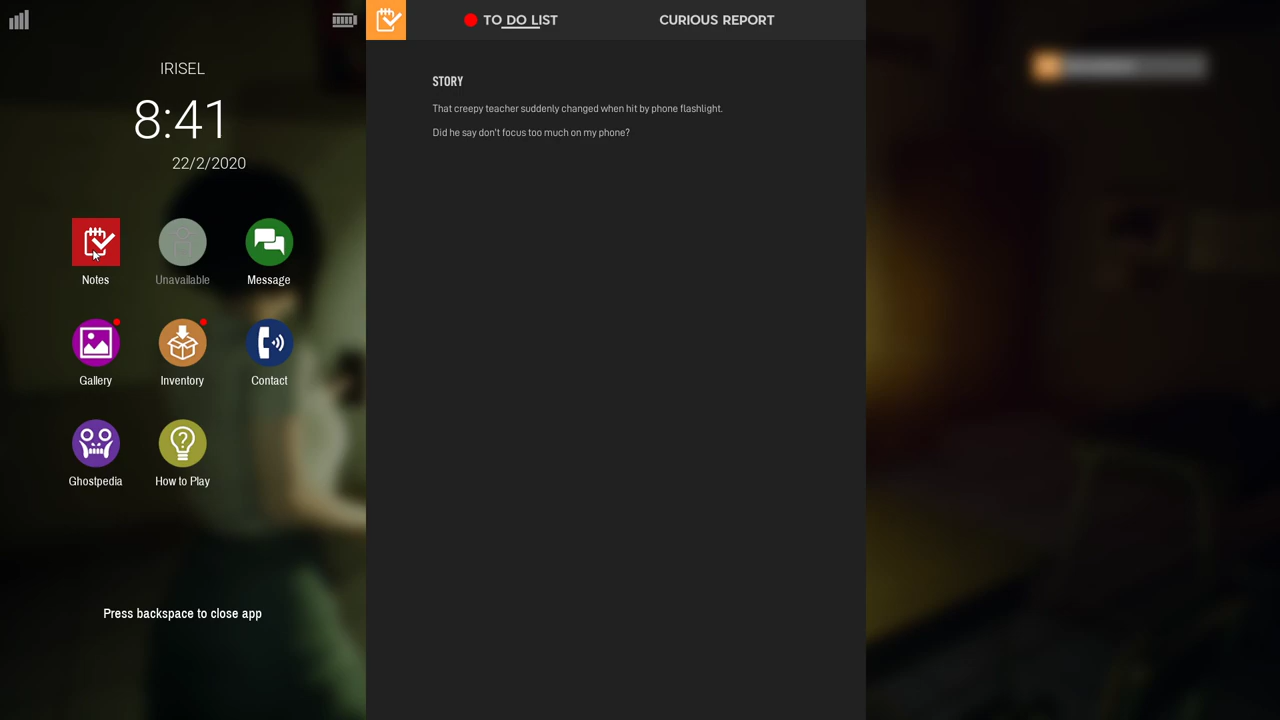 IRISEL
8:41
22/2/2020
Notes
Unavailable
Message
Gallery
Inventory
Contact
Ghostpedia
How to Play
Press backspace to close app
TO DO LIST
CURIOUS REPORT
STORY
That creepy teacher suddenly changed when hit by phone flashlight.
Did he say don't focus too much on my phone?